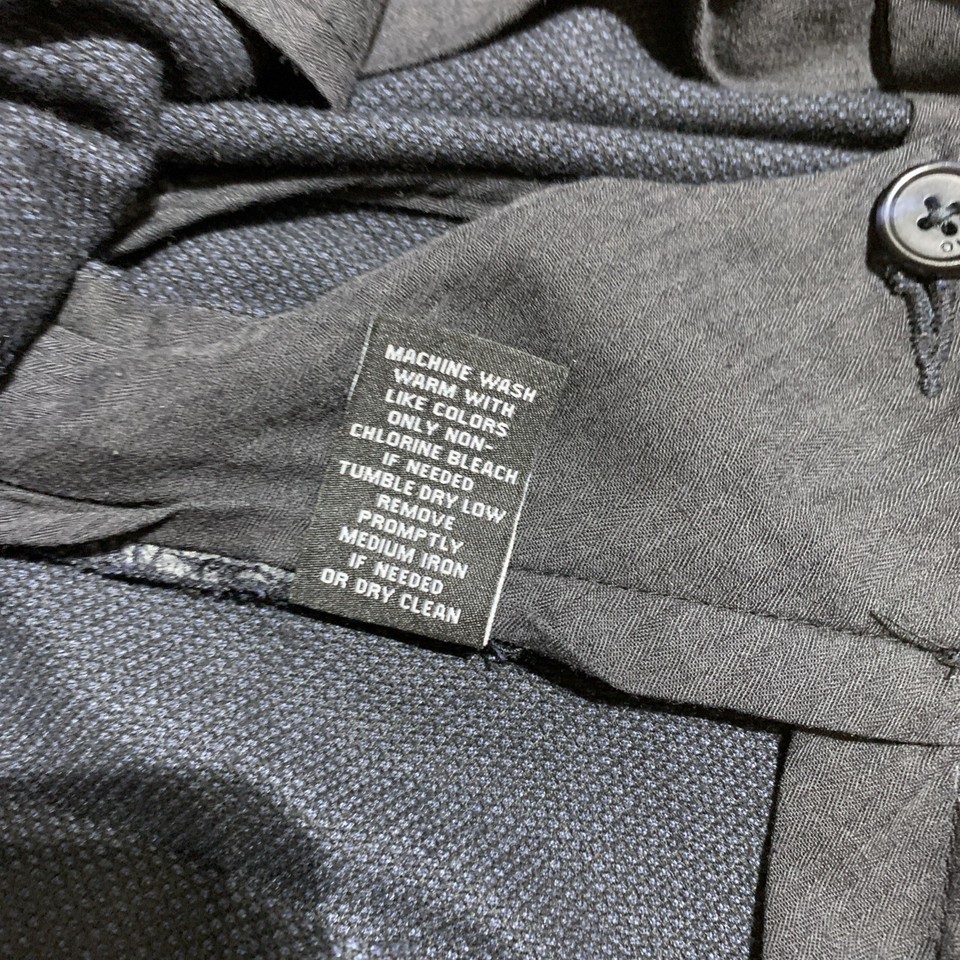 MACHINE WASH
WARM WITH
LIKE COLORS
ONLY NON-
CHLORINE BLEACH
IF NEEDED
TUMBLE DRY LOW
REMOVE
PROMPTLY
MEDIUM IRON
IF NEEDED
OR DRY CLEAN